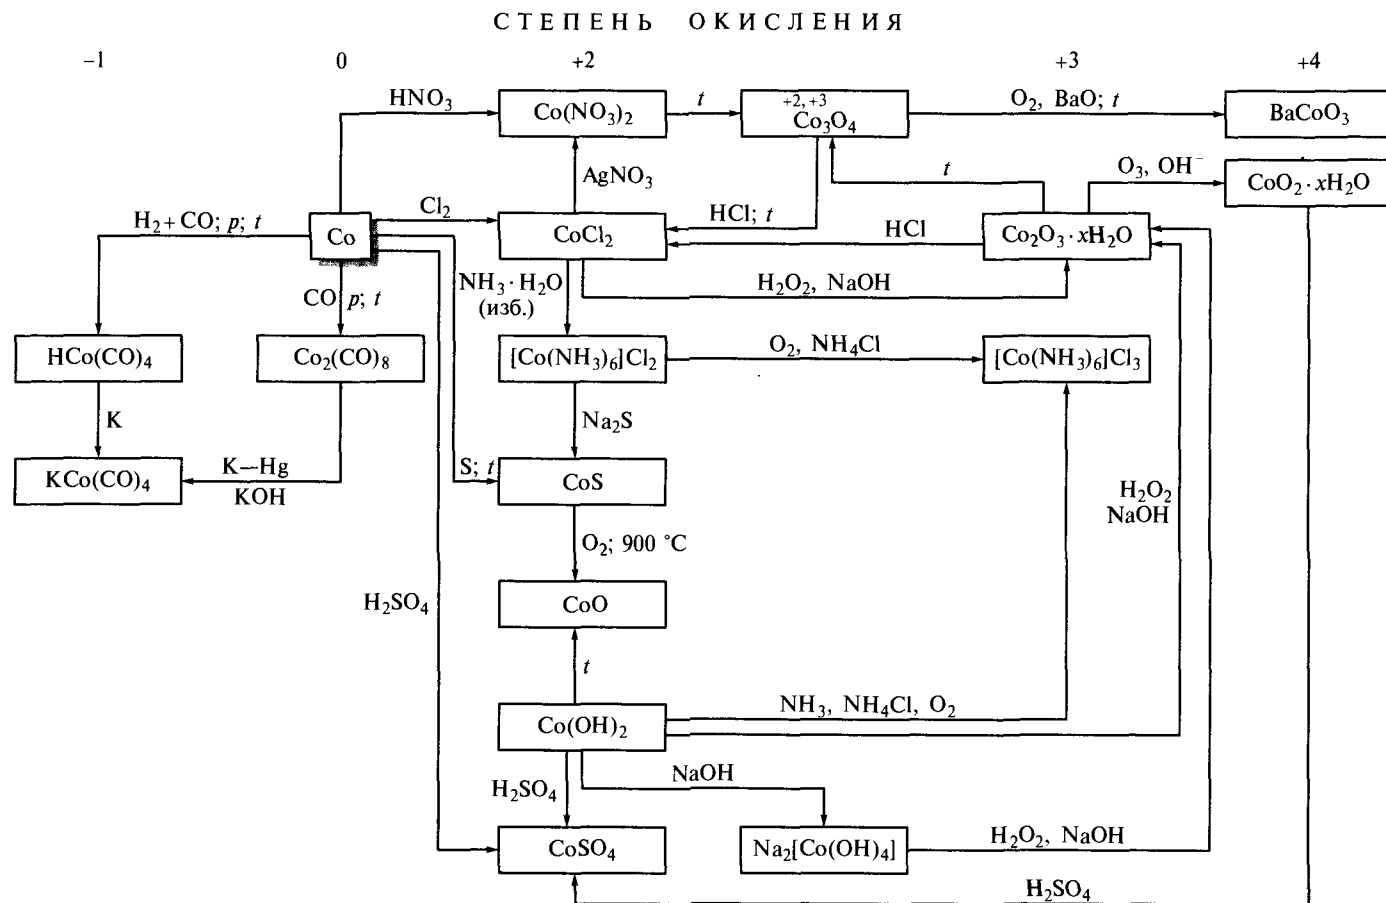 СТЕПЕНЬ ОКИСЛЕНИЯ
–1 0 +2 +3 +4
HNO₃
Co(NO₃)₂
t
+2, +3
Co₃O₄
O₂, BaO; t
BaCoO₃
AgNO₃
t
O₃, OH⁻
CoO₂ · xH₂O
H₂+CO; p; t
Co
Cl₂
CoCl₂
HCl; t
HCl
Co₂O₃ · xH₂O
CO p; t
NH₃ · H₂O
(изб.)
H₂O₂, NaOH
HCo(CO)₄
Co₂(CO)₈
[Co(NH₃)₆]Cl₂
O₂, NH₄Cl
[Co(NH₃)₆]Cl₃
K
Na₂S
KCo(CO)₄
K—Hg
KOH
S; t
CoS
H₂O₂
NaOH
O₂; 900 °C
H₂SO₄
CoO
t
Co(OH)₂
NH₃, NH₄Cl, O₂
H₂SO₄
NaOH
CoSO₄
Na₂[Co(OH)₄]
H₂O₂, NaOH
H₂SO₄